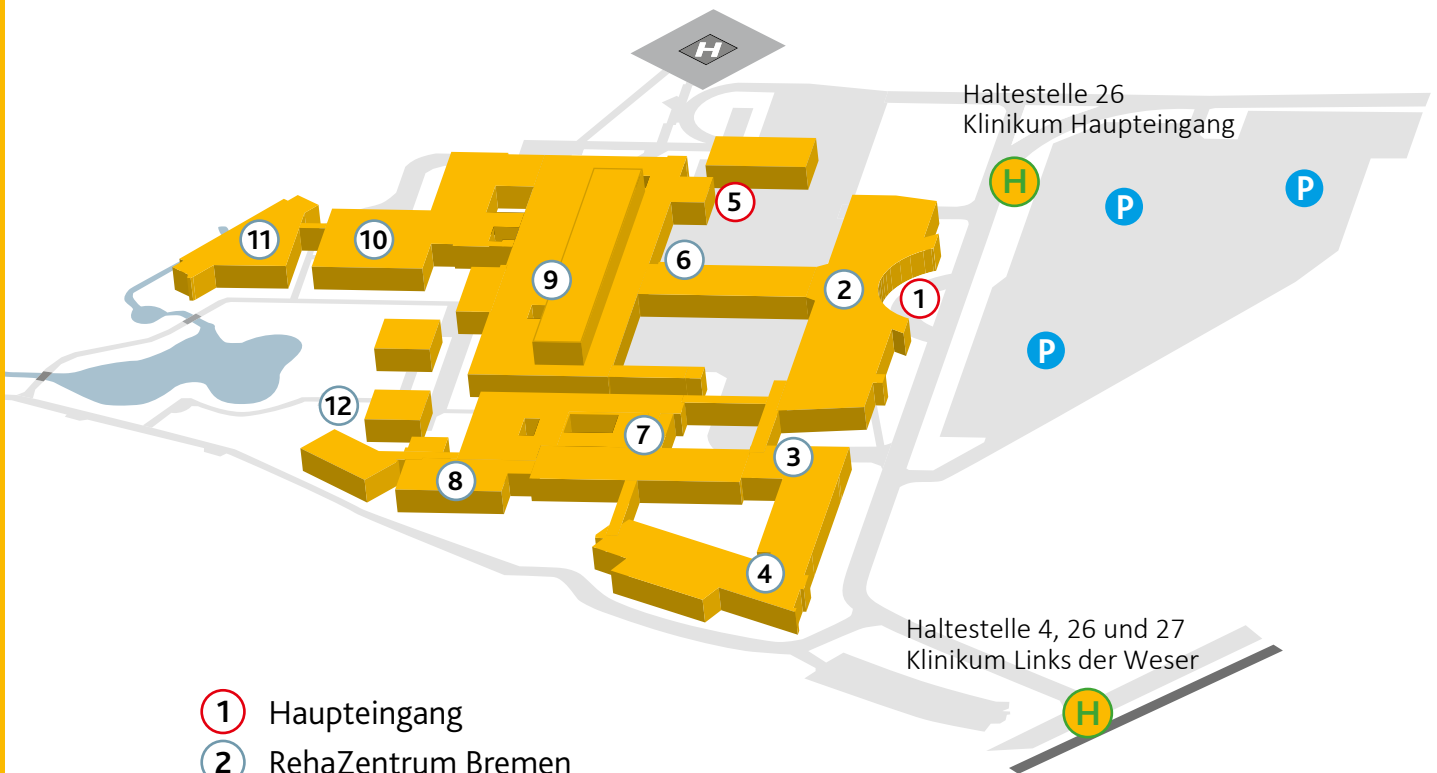 H
Haltestelle 26
Klinikum Haupteingang
H
P
P
5
11
10
6
9
2
1
P
12
7
3
8
4
Haltestelle 4, 26 und 27
Klinikum Links der Weser
H
1 Haupteingang
2 RehaZentrum Bremen